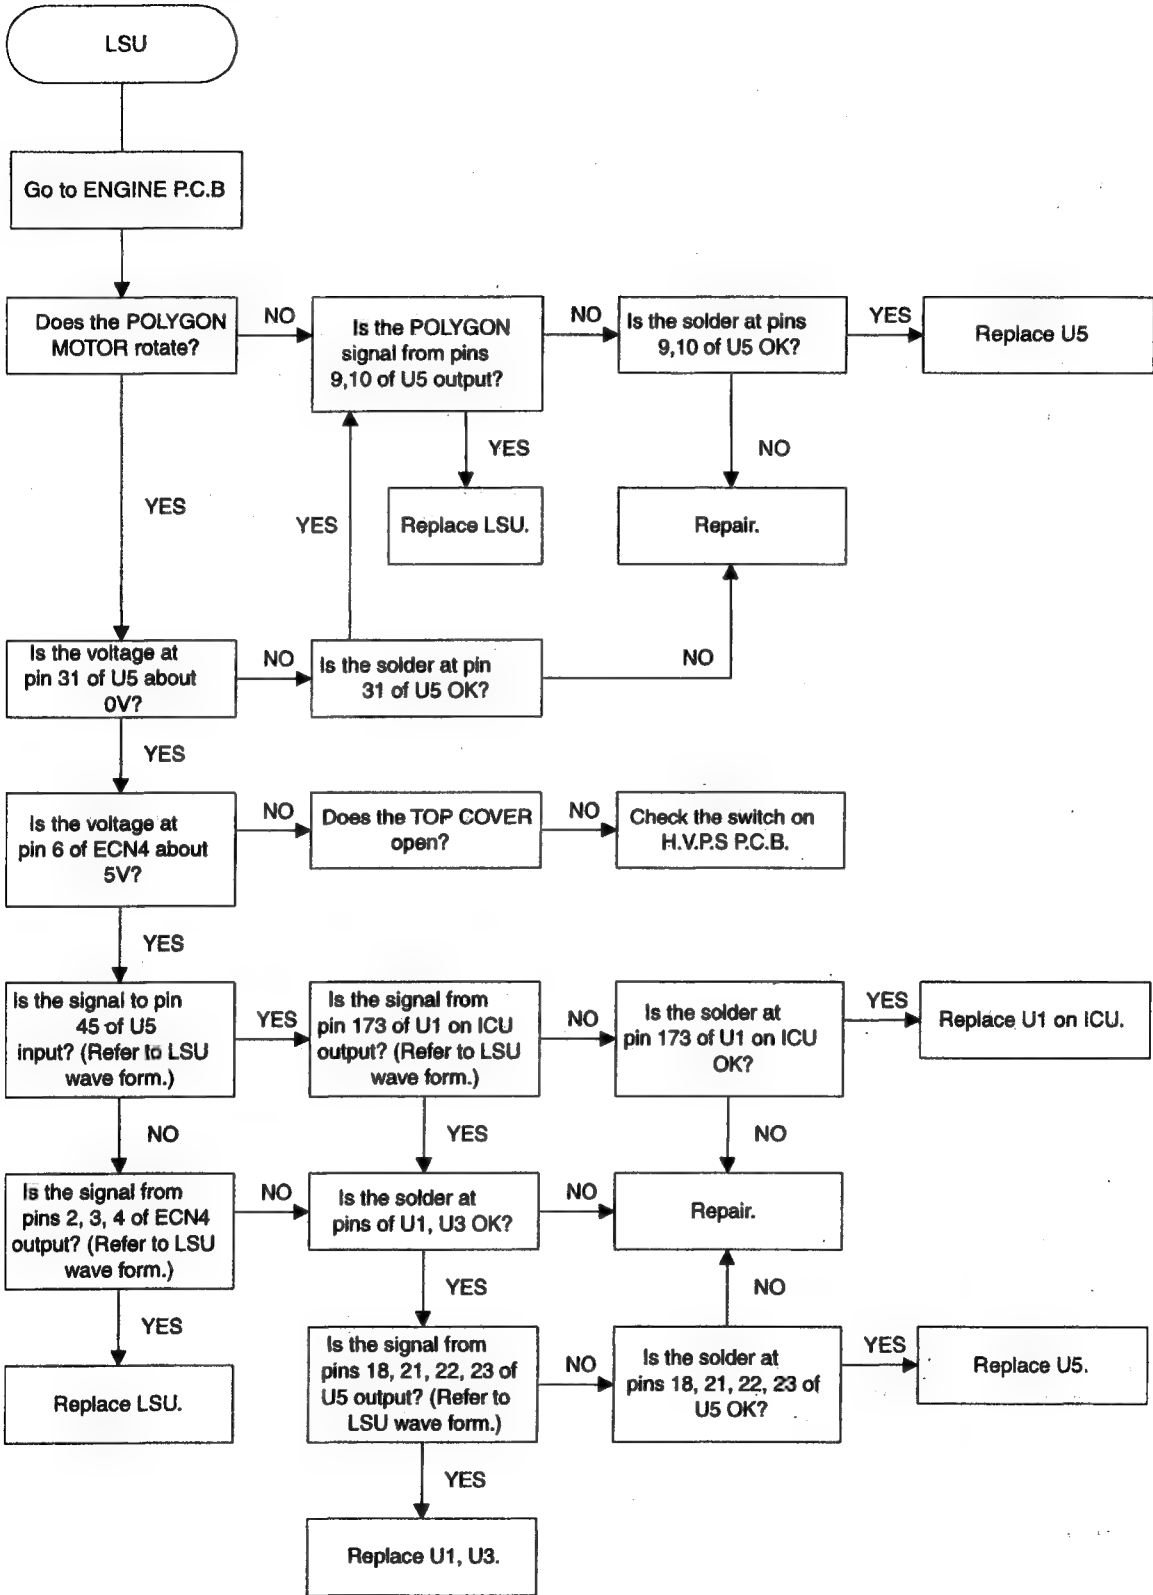 LSU
Go to ENGINE P.C.B
Does the POLYGON
MOTOR rotate?
NO
Is the POLYGON
signal from pins
9,10 of U5 output?
NO
Is the solder at pins
9,10 of U5 OK?
YES
Replace U5
YES
YES
Replace LSU.
NO
Repair.
YES
Is the voltage at
pin 31 of U5 about
0V?
NO
Is the solder at pin
31 of U5 OK?
NO
YES
Is the voltage at
pin 6 of ECN4 about
5V?
NO
Does the TOP COVER
open?
NO
Check the switch on
H.V.P.S P.C.B.
YES
Is the signal to pin
45 of U5
input? (Refer to LSU
wave form.)
YES
Is the signal from
pin 173 of U1 on ICU
output? (Refer to LSU
wave form.)
NO
Is the solder at
pin 173 of U1 on ICU
OK?
YES
Replace U1 on ICU.
NO
YES
NO
Is the signal from
pins 2, 3, 4 of ECN4
output? (Refer to LSU
wave form.)
NO
Is the solder at
pins of U1, U3 OK?
NO
Repair.
YES
YES
NO
Replace LSU.
Is the signal from
pins 18, 21, 22, 23 of
U5 output? (Refer to
LSU wave form.)
NO
Is the solder at
pins 18, 21, 22, 23 of
U5 OK?
YES
Replace U5.
YES
Replace U1, U3.